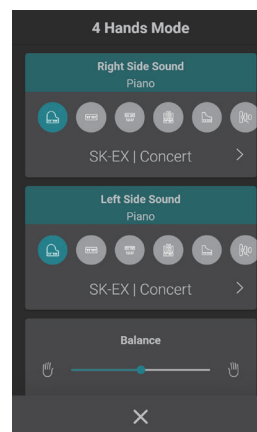 4 Hands Mode
Right Side Sound
Piano
SK-EX | Concert
Left Side Sound
Piano
SK-EX | Concert
Balance